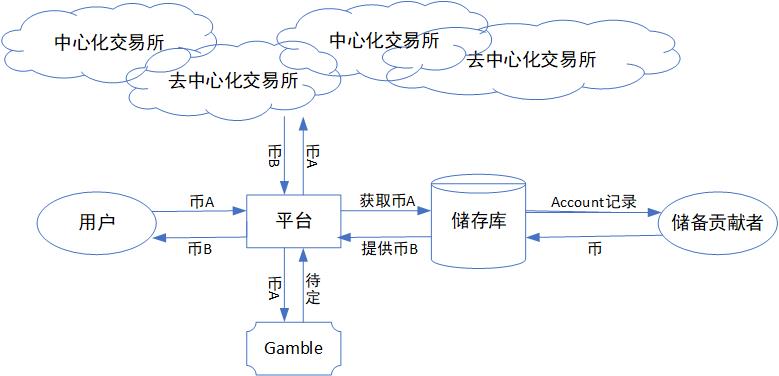 中心化交易所
中心化交易所
去中心化交易所
去中心化交易所
币B
币A
用户
币A
币B
平台
获取币A
提供币B
储存库
Account记录
币
储备贡献者
币A
待定
Gamble